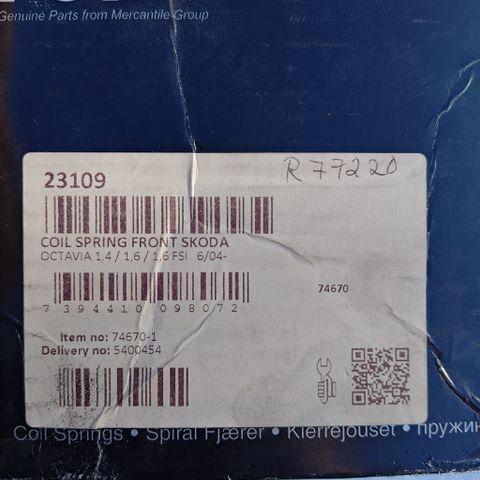 Genuine Parts from Mercantile Group
R 77220
23109
COIL SPRING FRONT SKODA
OCTAVIA 1,4 / 1,6 / 1,6 FSI 6/04-
74670
7 394410 098072
Item no: 74670-1
Delivery no: 5400454
Coil Springs • Spiral Fjærer • Kierrejouset • пружин